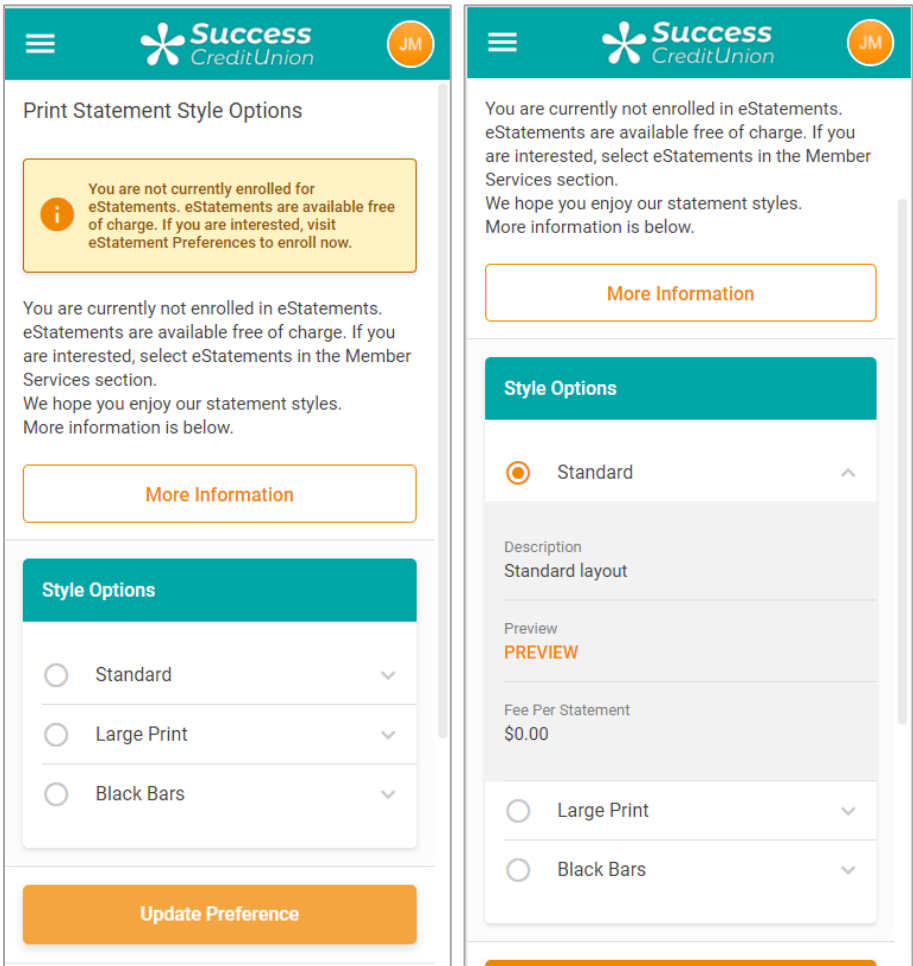 Success
CreditUnion
JM
Print Statement Style Options
You are not currently enrolled for
eStatements. eStatements are available free
of charge. If you are interested, visit
eStatement Preferences to enroll now.
You are currently not enrolled in eStatements.
eStatements are available free of charge. If you
are interested, select eStatements in the Member
Services section.
We hope you enjoy our statement styles.
More information is below.
More Information
Style Options
Standard
Large Print
Black Bars
Update Preference
Success
CreditUnion
JM
You are currently not enrolled in eStatements.
eStatements are available free of charge. If you
are interested, select eStatements in the Member
Services section.
We hope you enjoy our statement styles.
More information is below.
More Information
Style Options
Standard
Description
Standard layout
Preview
PREVIEW
Fee Per Statement
$0.00
Large Print
Black Bars